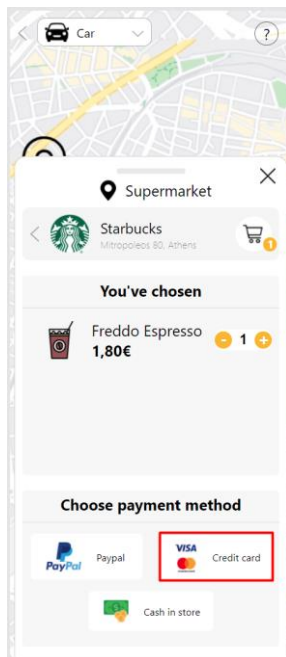 Car
?
Supermarket
Starbucks
Mitropoleos 80, Athens
1
You've chosen
Freddo Espresso
1,80€
- 1 +
Choose payment method
PayPal
Paypal
VISA
Credit card
Cash in store